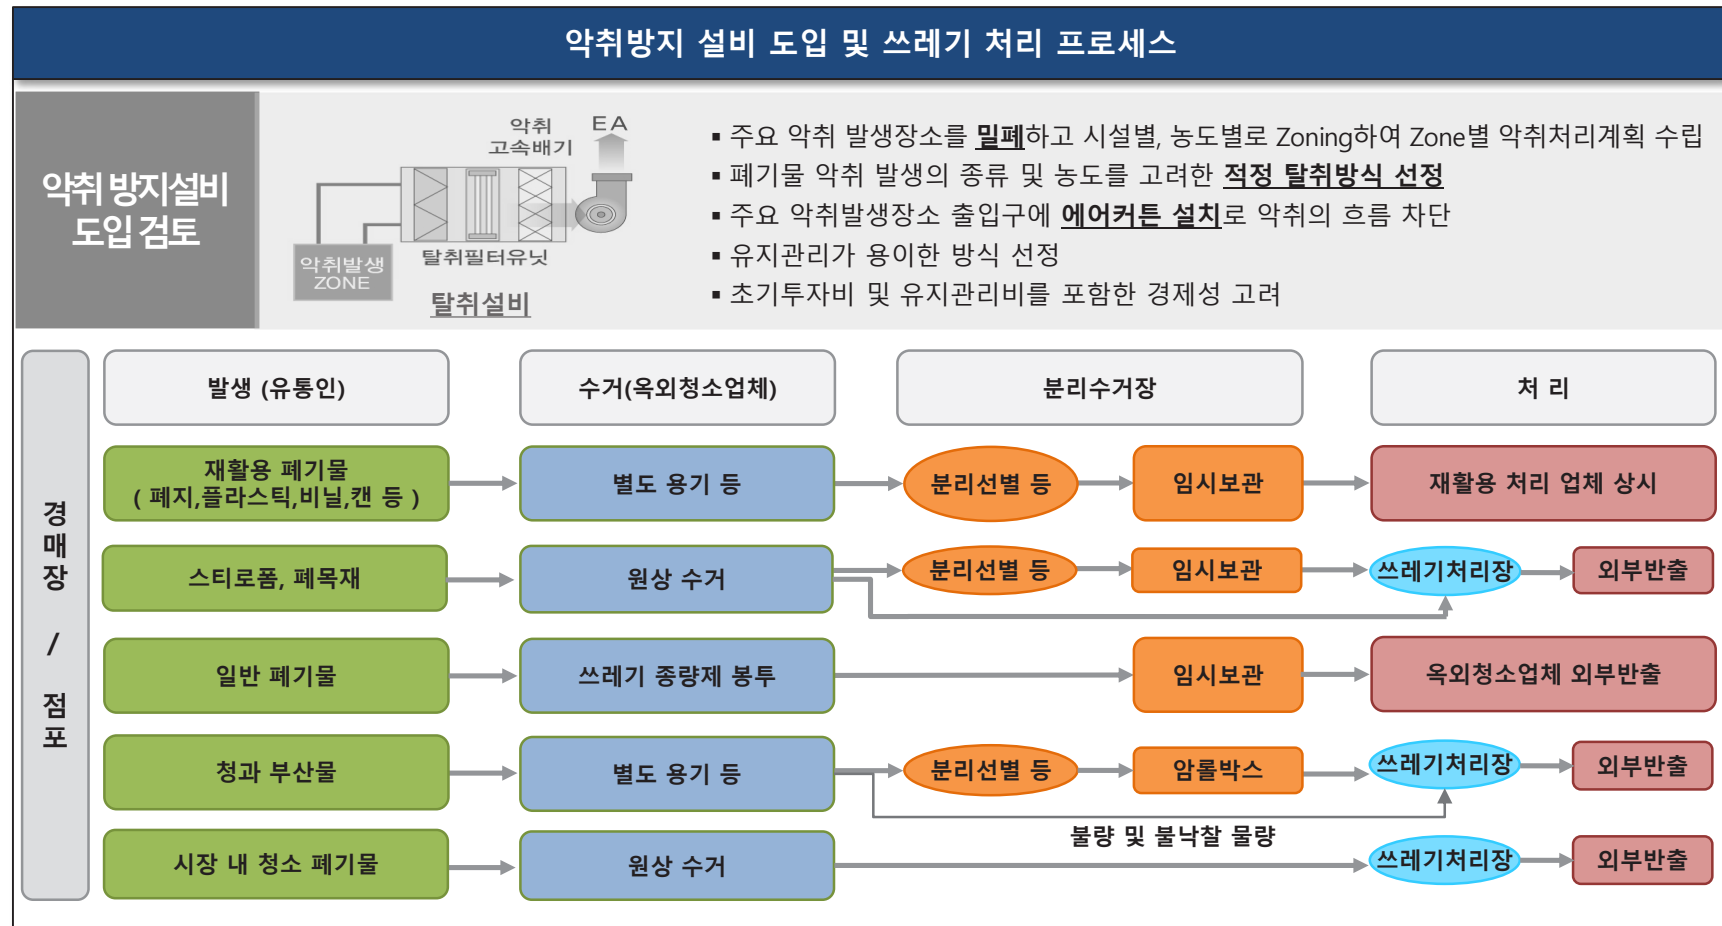 악취방지 설비 도입 및 쓰레기 처리 프로세스
악취 방지설비
도입 검토
악취
고속배기
EA
악취발생
ZONE
탈취필터유닛
탈취설비
▪ 주요 악취 발생장소를 밀폐하고 시설별, 농도별로 Zoning하여 Zone별 악취처리계획 수립
▪ 폐기물 악취 발생의 종류 및 농도를 고려한 적정 탈취방식 선정
▪ 주요 악취발생장소 출입구에 에어커튼 설치로 악취의 흐름 차단
▪ 유지관리가 용이한 방식 선정
▪ 초기투자비 및 유지관리비를 포함한 경제성 고려
경매장 / 점포
발생 (유통인)
수거(옥외청소업체)
분리수거장
처 리
재활용 폐기물
( 폐지,플라스틱,비닐,캔 등 )
별도 용기 등
분리선별 등
임시보관
재활용 처리 업체 상시
스티로폼, 폐목재
원상 수거
분리선별 등
임시보관
쓰레기처리장
외부반출
일반 폐기물
쓰레기 종량제 봉투
임시보관
옥외청소업체 외부반출
청과 부산물
별도 용기 등
분리선별 등
암롤박스
쓰레기처리장
외부반출
불량 및 불낙찰 물량
시장 내 청소 폐기물
원상 수거
쓰레기처리장
외부반출